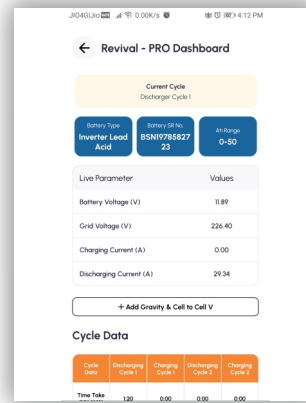 JIO4G|Jio 0.00K/s 4:12 PM
← Revival - PRO Dashboard
Current Cycle
Discharger Cycle 1
Battery Type
Inverter Lead
Acid
Battery SR No.
BSN19785827
23
Ah Range
0-50
Live Parameter Values
Battery Voltage (V) 11.89
Grid Voltage (V) 226.40
Charging Current (A) 0.00
Discharging Current (A) 29.34
+ Add Gravity & Cell to Cell V
Cycle Data
Cycle
Data
Discharging
Cycle 1
Charging
Cycle 1
Discharging
Cycle 2
Charging
Cycle 2
Time Take 1:20 0:00 0:00 0:00